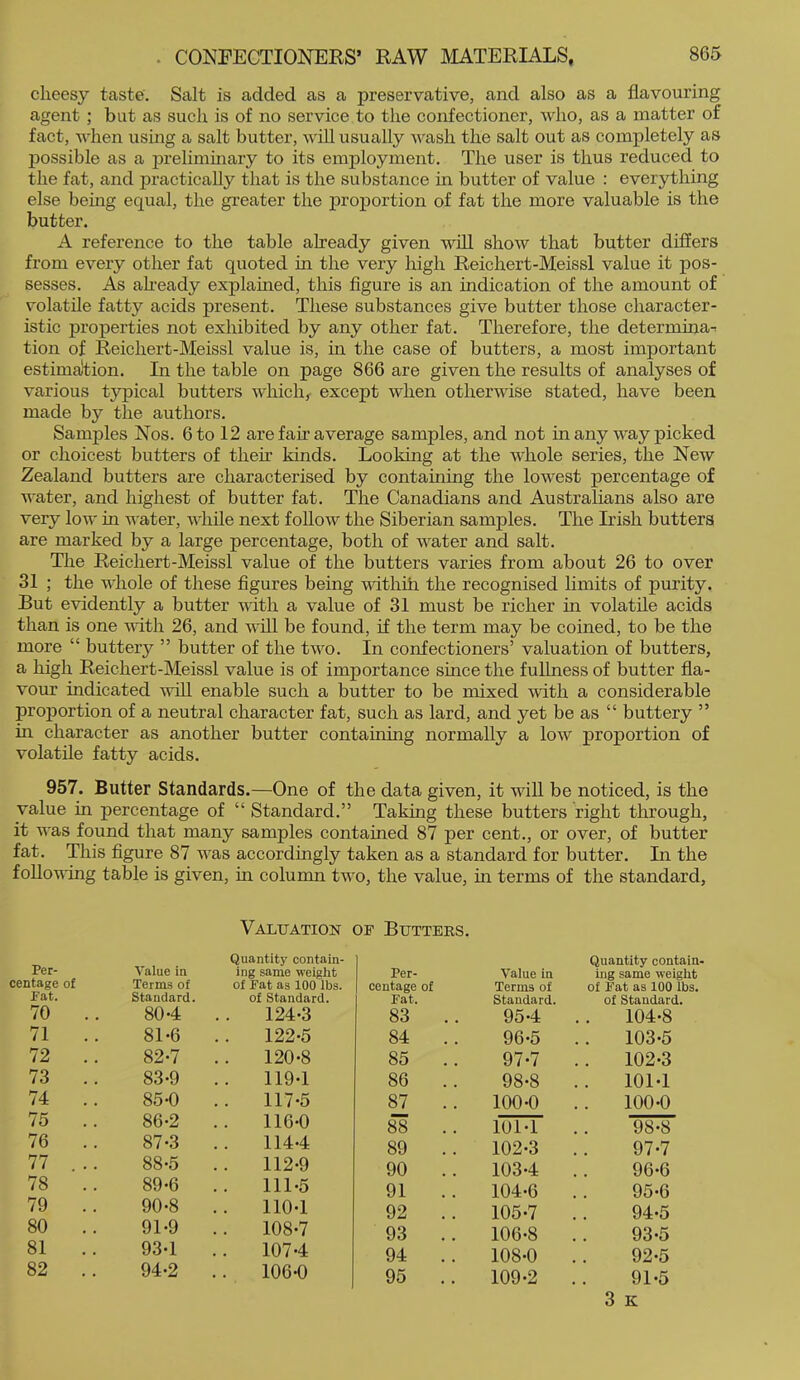 . CONFECTIONERS' RAW MATERIALS. 865
cheesy taste. Salt is added as a preservative, and also as a flavouring
agent ; but as such is of no service to the confectioner, who, as a matter of
fact, when using a salt butter, will usually wash the salt out as completely as
possible as a preliminary to its employment. The user is thus reduced to
the fat, and practically that is the substance in butter of value : everything
else being equal, the greater the proportion of fat the more valuable is the
butter.
A reference to the table already given will show that butter differs
from every other fat quoted in the very high Reichert-Meissl value it pos-
sesses. As already explained, this figure is an indication of the amount of
volatile fatty acids present. These substances give butter those character-
istic properties not exhibited by any other fat. Therefore, the determina-
tion of Reichert-Meissl value is, in the case of butters, a most important
estimation. In the table on page 866 are given the results of analyses of
various typical butters which, except when otherwise stated, have been
made by the authors.
Samples Nos. 6 to 12 are fair average samples, and not in any way picked
or choicest butters of their kinds. Looking at the whole series, the New
Zealand butters are characterised by containing the lowest percentage of
water, and highest of butter fat. The Canadians and Australians also are
very low in water, while next follow the Siberian samples. The Irish butters
are marked by a large percentage, both of water and salt.
The Reichert-Meissl value of the butters varies from about 26 to over
31 ; the whole of these figures being within the recognised limits of purity.
But evidently a butter with a value of 31 must be richer in volatile acids
than is one with 26, and will be found, if the term may be coined, to be the
more “ buttery ” butter of the two. In confectioners' valuation of butters,
a high Reichert-Meissl value is of importance since the fullness of butter fla-
vour indicated will enable such a butter to be mixed with a considerable
proportion of a neutral character fat, such as lard, and yet be as “ buttery ”
in character as another butter containing normally a low proportion of
volatile fatty acids.
957. Butter Standards.—One of the data given, it will be noticed, is the
value in percentage of “ Standard.” Taking these butters right through,
it was found that many samples contained 87 per cent., or over, of butter
fat. This figure 87 was accordingly taken as a standard for butter. In the
following table is given, in column two, the value, in terms of the standard,
VALUATION OF BUTTERS.
Per-centage of Fat. Value in Terms of Standard. Quantity contain-ing same weight of Fat as 100 lbs. of Standard.
70 .. 80·4 .. 124·3
71 .. 81·6 .. 122·5
72 .. 82·7 .. 120·8
73 .. 83·9 .. 119·1
74 .. 85·0 .. 117·5
75 .. 86·2 .. 116·0
76 .. 87·3 .. 114·4
77 ... 88·5 .. 112·9
78 .. 89·6 .. 111·5
79 .. 90·8 .. 110·1
80 .. 91·9 .. 108·7
81 .. 93·1 .. 107·4
82 .. 94·2 .. 106·0
Per-centage of Fat. Value in Terms of Standard. Quantity contain-ing same weight of Fat as 100 lbs. of Standard.
83 .. 95·4 .. 104·8
84 .. 96·5 .. 103·5
85 .. 97·7 .. 102·3
86 .. 98·8 .. 101·1
87 .. 100·0 .. 100·0
88 .. 101·1 .. 98·8
89 .. 102·3 .. 97·7
90 .. 103·4 .. 96·6
91 .. 104·6 .. 95·6
92 .. 105·7 .. 94·5
93 .. 106·8 .. 93·5
94 .. 108·0 .. 92·5
95 .. 109·2 .. 91·5
3 K